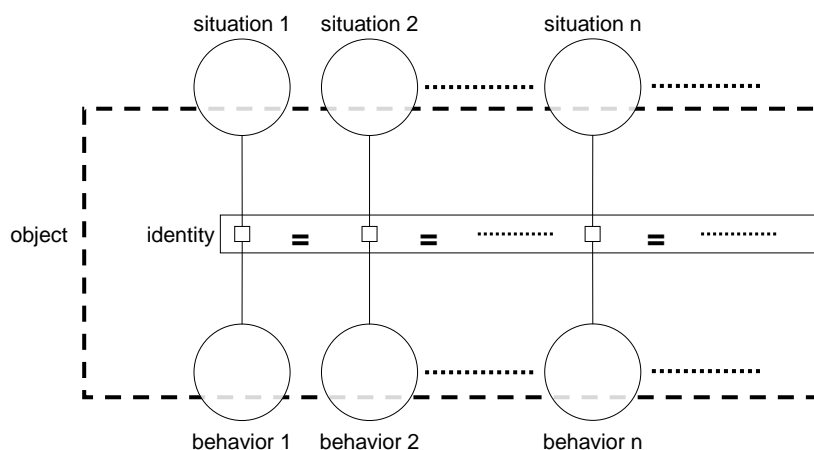 situation 1 situation 2 situation n
object identity = = =
behavior 1 behavior 2 behavior n